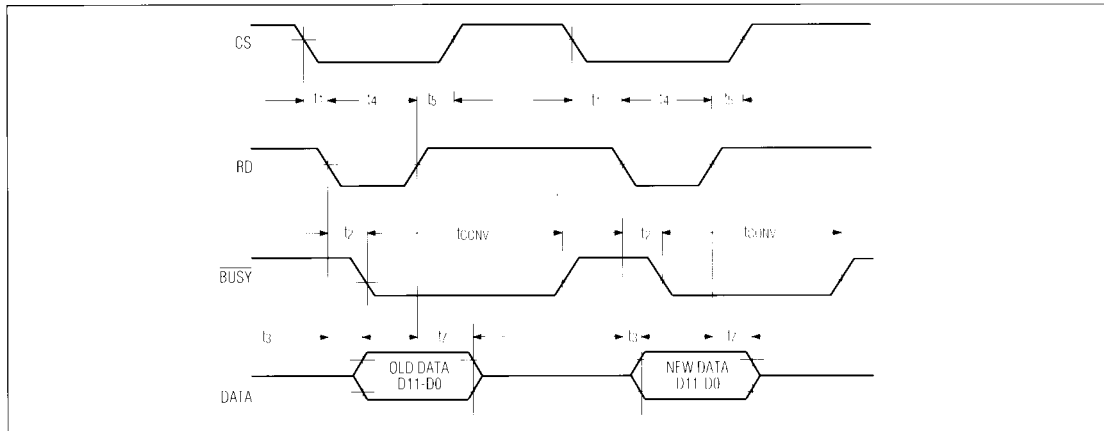 CS
t1 t4 t5 t1 t4 t5
RD
t2 tCONV t2 tCONV
BUSY
t3 t7 t3 t7
OLD DATA
D11-D0
NEW DATA
D11-D0
DATA